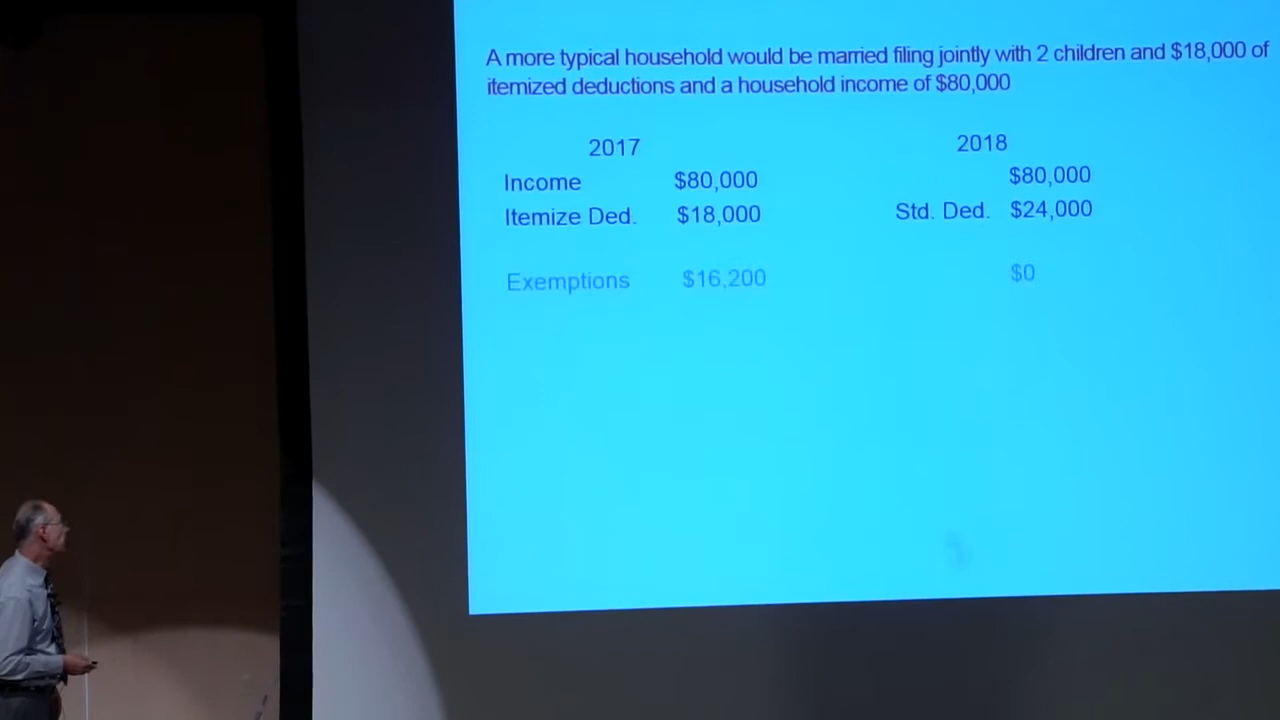 A more typical household would be married filing jointly with 2 children and $18,000 of
itemized deductions and a household income of $80,000
2017 2018
Income $80,000 $80,000
Itemize Ded. $18,000 Std. Ded. $24,000
Exemptions $16,200 $0